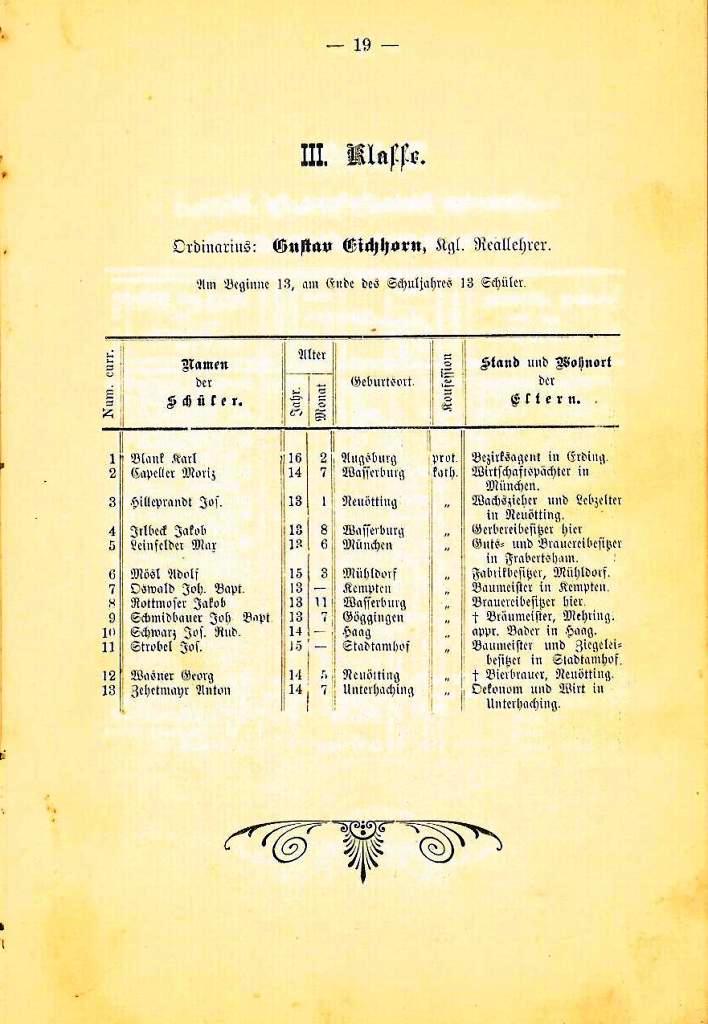 — 19 —
III. Klasse.
Ordinarius: Gustav Eichhorn, Kgl. Reallehrer.
Am Beginne 13, am Ende des Schuljahres 13 Schüler.
Num. curr. Namen der Schüler. Alter Jahr. Monat Geburtsort. Konfession Stand und Wohnort der Eltern.
1 Blank Karl 16 2 Augsburg prot. Bezirksagent in Erding.
2 Capeller Moriz 14 7 Wasserburg kath. Wirtschaftspächter in
München.
3 Hilleprandt Jos. 13 1 Neuötting „ Wachszieher und Lebzelter
in Neuötting.
4 Irlbeck Jakob 13 8 Wasserburg „ Gerbereibesitzer hier
5 Leinfelder Max 13 6 München „ Guts- und Brauereibesitzer
in Frabertsham.
6 Mösl Adolf 15 3 Mühldorf „ Fabrikbesitzer, Mühldorf.
7 Oswald Joh. Bapt. 13 — Kempten „ Baumeister in Kempten.
8 Rottmoser Jakob 13 11 Wasserburg „ Brauereibesitzer hier.
9 Schmidbauer Joh Bapt 13 7 Göggingen „ † Bräumeister, Mehring.
10 Schwarz Jos. Rud. 14 — Haag „ appr. Bader in Haag.
11 Strobel Jos. 15 — Stadtamhof „ Baumeister und Ziegelei-
besitzer in Stadtamhof.
12 Wasner Georg 14 5 Neuötting „ † Bierbrauer, Neuötting.
13 Zehetmayr Anton 14 7 Unterhaching „ Oekonom und Wirt in
Unterhaching.